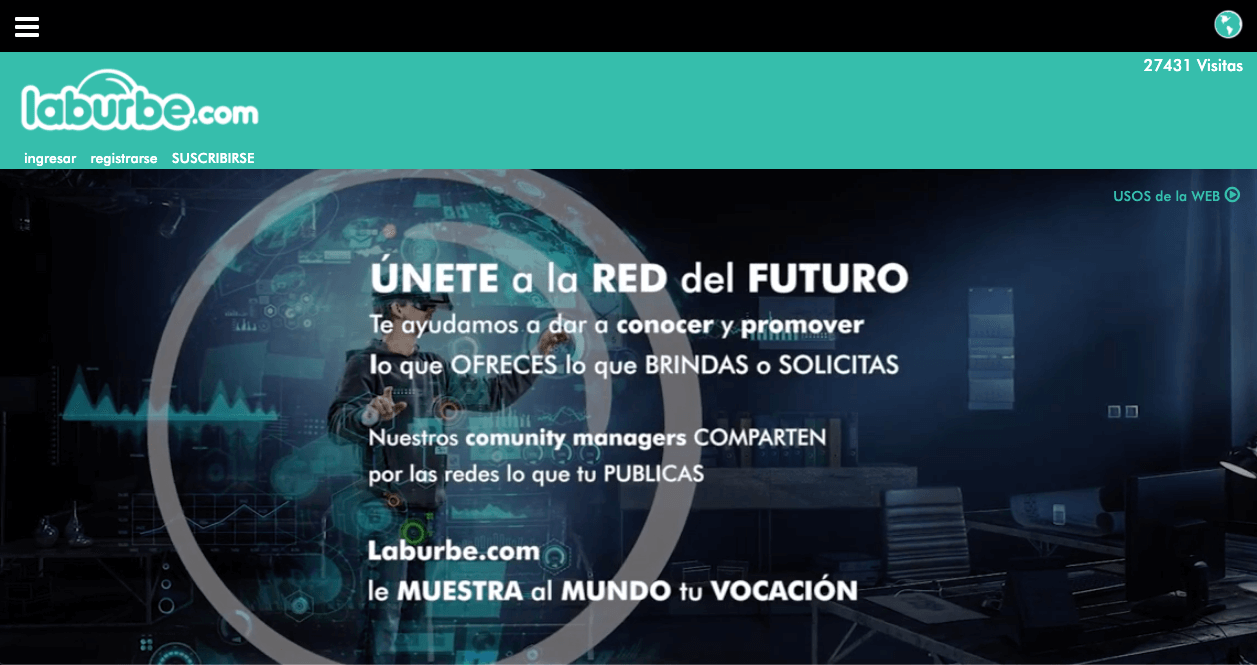 27431 Visitas
laburbe.com
ingresar registrarse SUSCRIBIRSE
USOS de la WEB
ÚNETE a la RED del FUTURO
Te ayudamos a dar a conocer y promover
lo que OFRECES lo que BRINDAS o SOLICITAS
Nuestros comunity managers COMPARTEN
por las redes lo que tu PUBLICAS
Laburbe.com
le MUESTRA al MUNDO tu VOCACIÓN